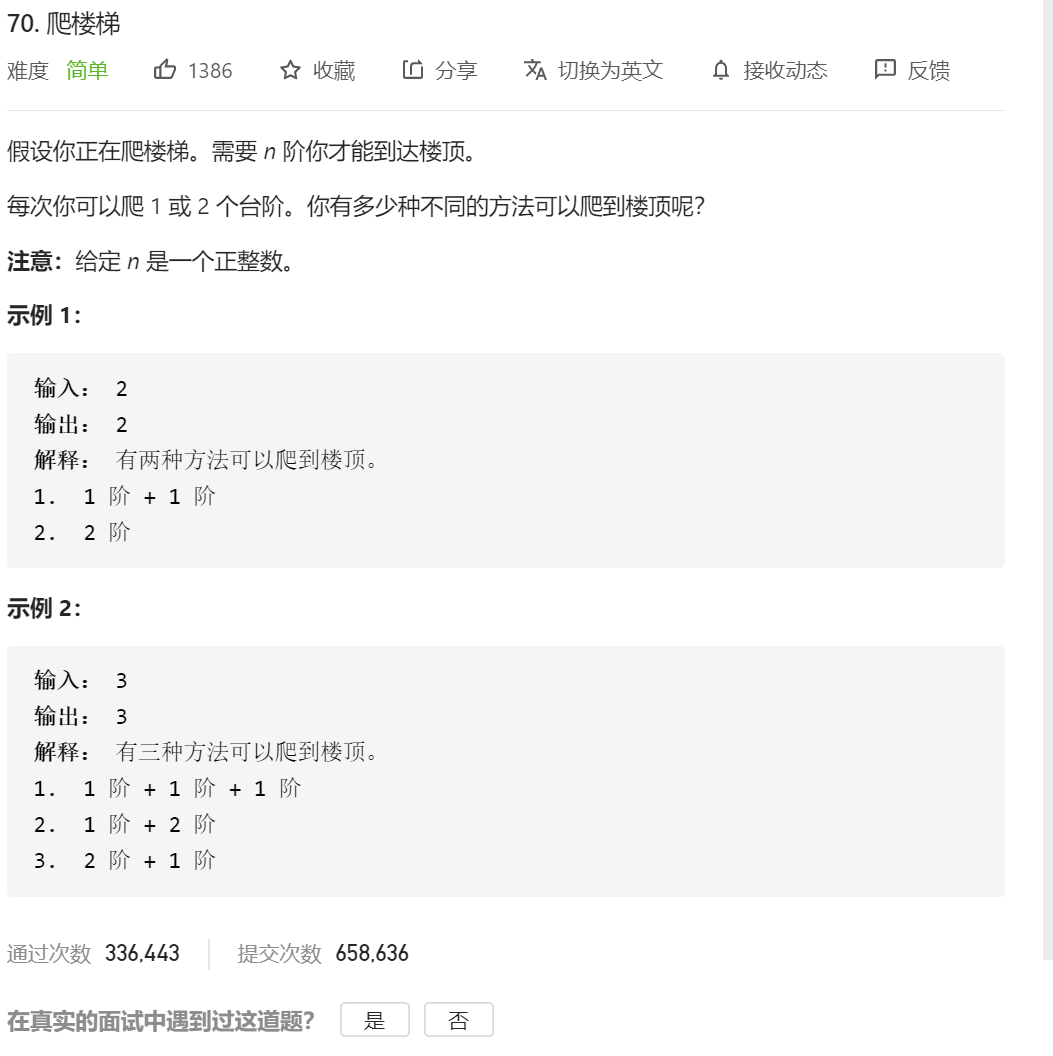 70. 爬楼梯
难度 简单 1386 收藏 分享 切换为英文 接收动态 反馈
假设你正在爬楼梯。需要 n 阶你才能到达楼顶。
每次你可以爬 1 或 2 个台阶。你有多少种不同的方法可以爬到楼顶呢?
注意：给定 n 是一个正整数。
示例 1：
输入： 2
输出： 2
解释： 有两种方法可以爬到楼顶。
1. 1 阶 + 1 阶
2. 2 阶
示例 2：
输入： 3
输出： 3
解释： 有三种方法可以爬到楼顶。
1. 1 阶 + 1 阶 + 1 阶
2. 1 阶 + 2 阶
3. 2 阶 + 1 阶
通过次数 336,443 提交次数 658,636
在真实的面试中遇到过这道题? 是 否